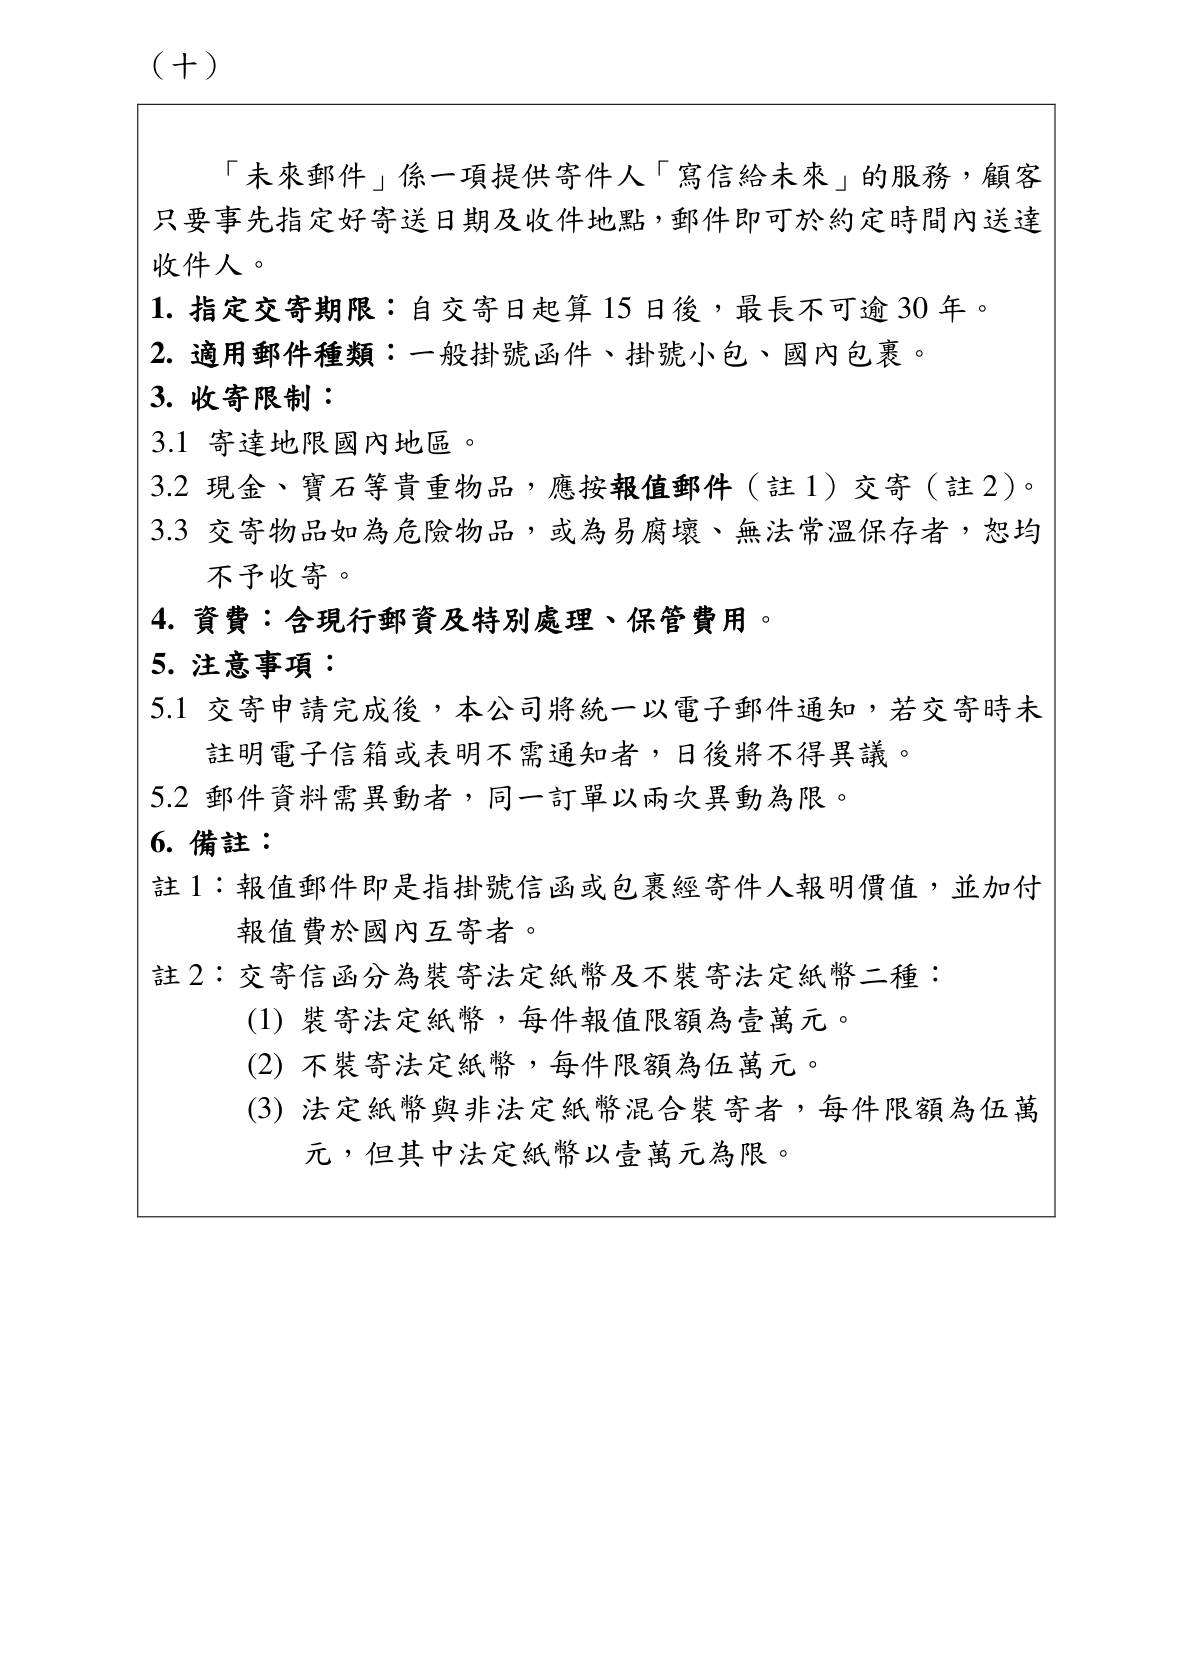 （十）
「未來郵件」係一項提供寄件人「寫信給未來」的服務，顧客
只要事先指定好寄送日期及收件地點，郵件即可於約定時間內送達
收件人。
1. 指定交寄期限：自交寄日起算 15 日後，最長不可逾 30 年。
2. 適用郵件種類：一般掛號函件、掛號小包、國內包裹。
3. 收寄限制：
3.1 寄達地限國內地區。
3.2 現金、寶石等貴重物品，應按報值郵件（註 1）交寄（註 2）。
3.3 交寄物品如為危險物品，或為易腐壞、無法常溫保存者，恕均
不予收寄。
4. 資費：含現行郵資及特別處理、保管費用。
5. 注意事項：
5.1 交寄申請完成後，本公司將統一以電子郵件通知，若交寄時未
註明電子信箱或表明不需通知者，日後將不得異議。
5.2 郵件資料需異動者，同一訂單以兩次異動為限。
6. 備註：
註 1：報值郵件即是指掛號信函或包裹經寄件人報明價值，並加付
報值費於國內互寄者。
註 2：交寄信函分為裝寄法定紙幣及不裝寄法定紙幣二種：
(1) 裝寄法定紙幣，每件報值限額為壹萬元。
(2) 不裝寄法定紙幣，每件限額為伍萬元。
(3) 法定紙幣與非法定紙幣混合裝寄者，每件限額為伍萬
元，但其中法定紙幣以壹萬元為限。